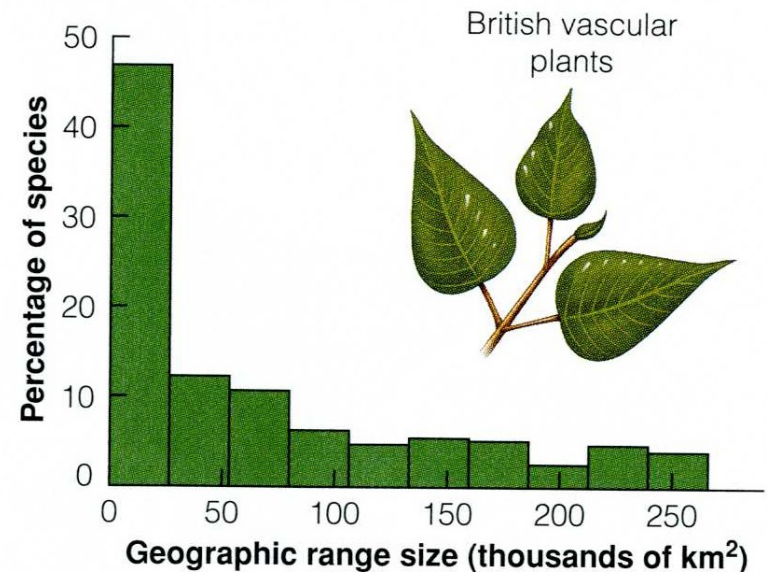 British vascular
plants
Percentage of species
50
40
30
20
10
0
0 50 100 150 200 250
Geographic range size (thousands of km²)